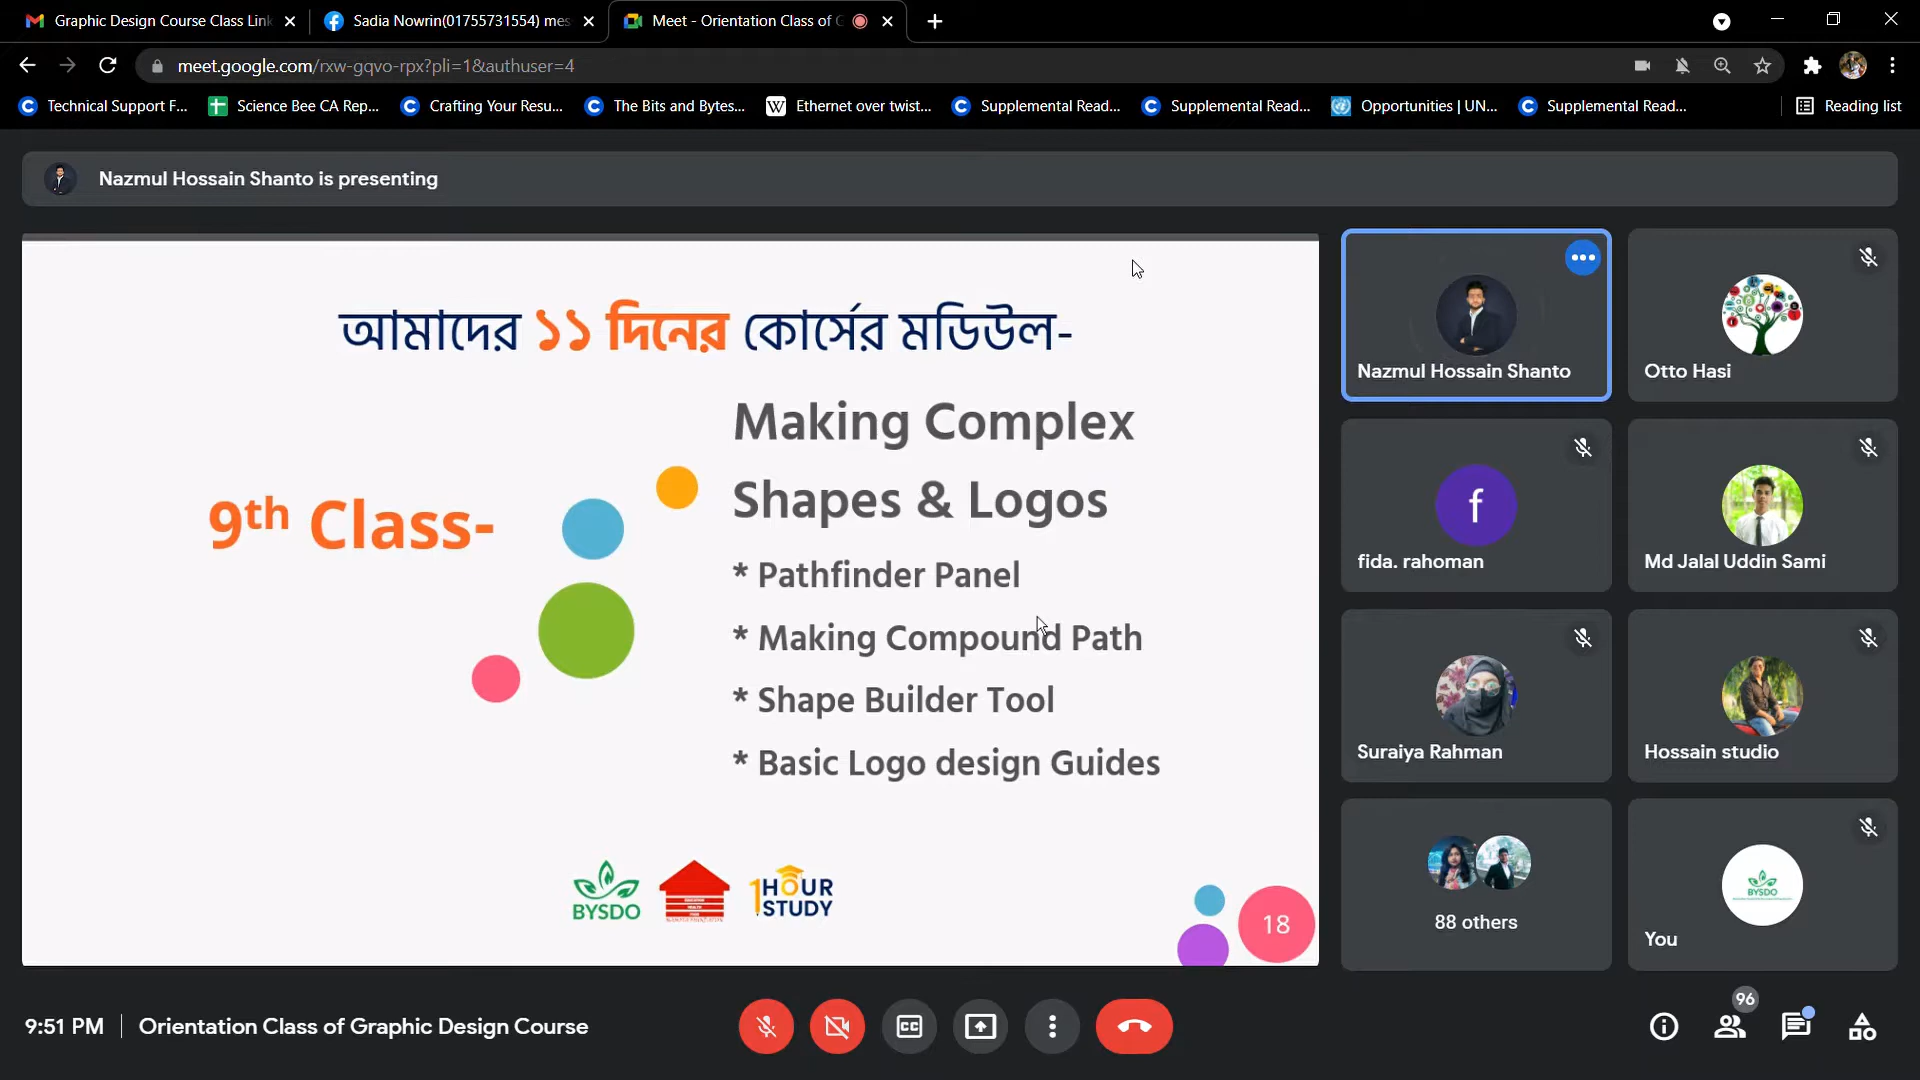 Graphic Design Course Class Link
Sadia Nowrin(01755731554) mes
Meet - Orientation Class of G
meet.google.com/rxw-gqvo-rpx?pli=1&authuser=4
Technical Support F...
Science Bee CA Rep...
Crafting Your Resu...
The Bits and Bytes...
Ethernet over twist...
Supplemental Read...
Supplemental Read...
Opportunities | UN...
Supplemental Read...
Reading list
Nazmul Hossain Shanto is presenting
আমাদের ১১ দিনের কোর্সের মডিউল-
9th Class-
Making Complex
Shapes & Logos
* Pathfinder Panel
* Making Compound Path
* Shape Builder Tool
* Basic Logo design Guides
BYSDO
1HOUR
STUDY
18
Nazmul Hossain Shanto
Otto Hasi
f
fida. rahoman
Md Jalal Uddin Sami
Suraiya Rahman
Hossain studio
88 others
BYSDO
You
9:51 PM
Orientation Class of Graphic Design Course
CC
96